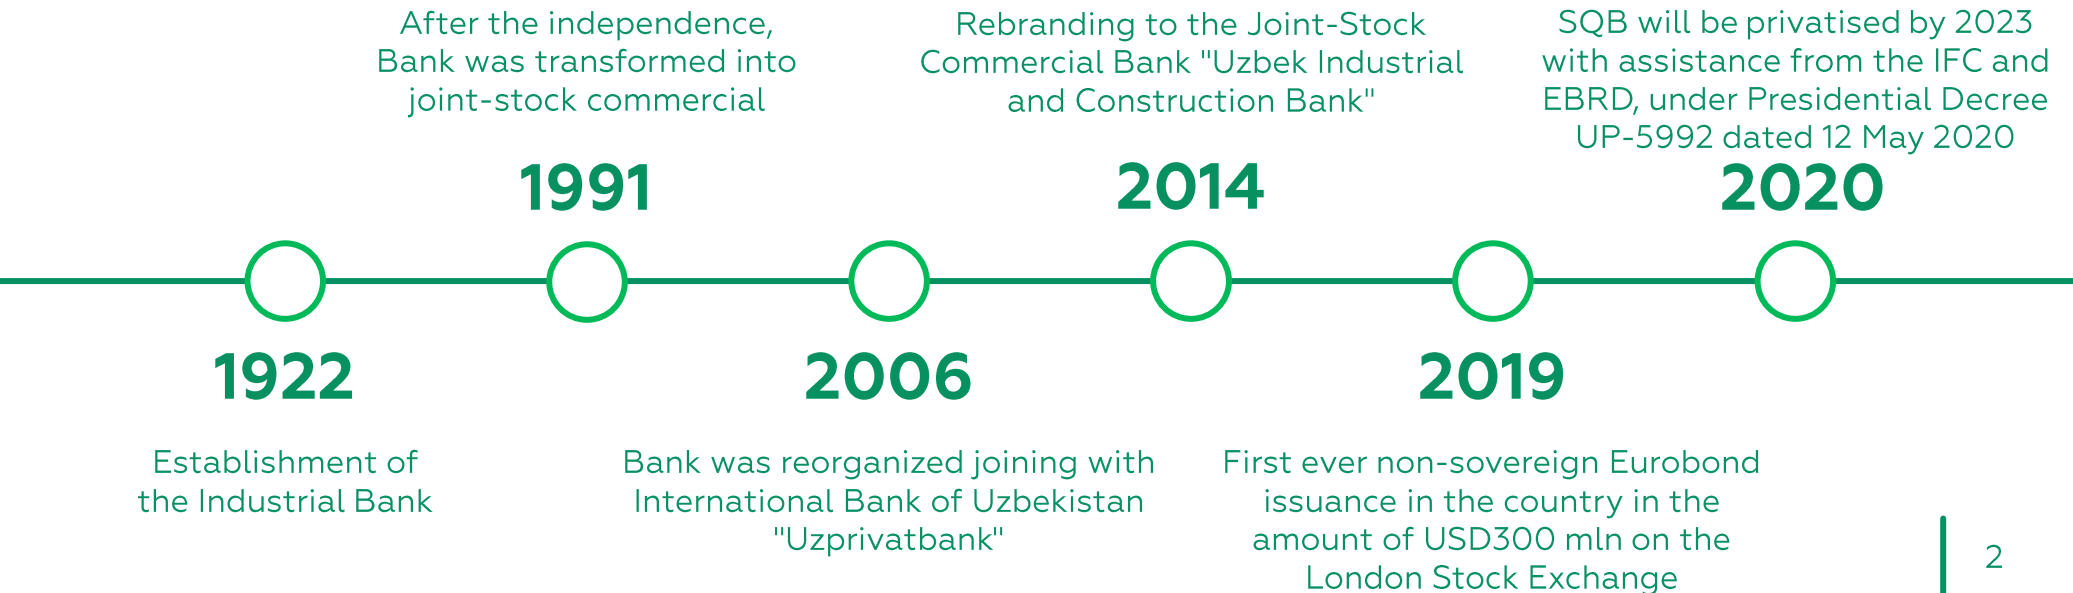 After the independence,
Bank was transformed into
joint-stock commercial
1991
Rebranding to the Joint-Stock
Commercial Bank "Uzbek Industrial
and Construction Bank"
2014
SQB will be privatised by 2023
with assistance from the IFC and
EBRD, under Presidential Decree
UP-5992 dated 12 May 2020
2020
1922
Establishment of
the Industrial Bank
2006
Bank was reorganized joining with
International Bank of Uzbekistan
"Uzprivatbank"
2019
First ever non-sovereign Eurobond
issuance in the country in the
amount of USD300 mln on the
London Stock Exchange
2